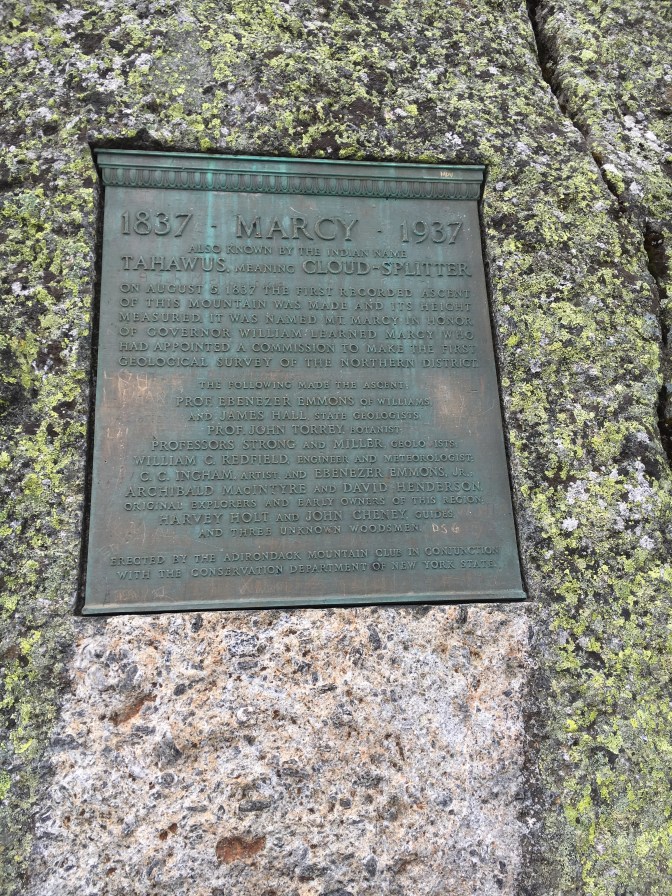 1837 · MARCY · 1937
ALSO KNOWN BY THE INDIAN NAME
TAHAWUS, MEANING CLOUD-SPLITTER.
ON AUGUST 5, 1837 THE FIRST RECORDED ASCENT
OF THIS MOUNTAIN WAS MADE AND ITS HEIGHT
MEASURED. IT WAS NAMED MT. MARCY IN HONOR
OF GOVERNOR WILLIAM LEARNED MARCY WHO
HAD APPOINTED A COMMISSION TO MAKE THE FIRST
GEOLOGICAL SURVEY OF THE NORTHERN DISTRICT.
THE FOLLOWING MADE THE ASCENT:
PROF. EBENEZER EMMONS OF WILLIAMS,
AND JAMES HALL STATE GEOLOGISTS,
PROF. JOHN TORREY, BOTANIST
PROFESSORS STRONG AND MILLER, GEOLOGISTS,
WILLIAM C. REDFIELD, ENGINEER AND METEOROLOGIST,
C. C. INGHAM, ARTIST AND EBENEZER EMMONS, JR.,
ARCHIBALD MACINTYRE AND DAVID HENDERSON,
ORIGINAL EXPLORERS AND EARLY OWNERS OF THIS REGION
HARVEY HOLT AND JOHN CHENEY, GUIDES,
AND THREE UNKNOWN WOODSMEN.
ERECTED BY THE ADIRONDACK MOUNTAIN CLUB IN CONJUNCTION
WITH THE CONSERVATION DEPARTMENT OF NEW YORK STATE.